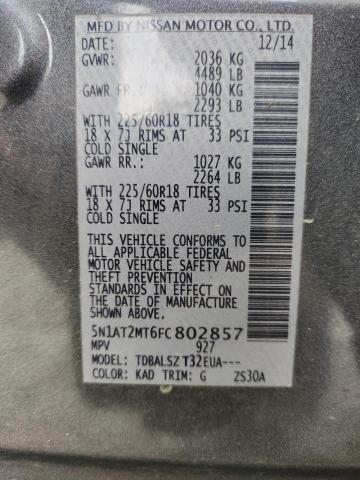 MFD BY NISSAN MOTOR CO., LTD.
DATE: 12/14
GVWR: 2036 KG
4489 LB
GAWR FR.: 1040 KG
2293 LB
WITH 225/60R18 TIRES
18 X 7J RIMS AT 33 PSI
COLD SINGLE
GAWR RR.: 1027 KG
2264 LB
WITH 225/60R18 TIRES
18 X 7J RIMS AT 33 PSI
COLD SINGLE
THIS VEHICLE CONFORMS TO
ALL APPLICABLE FEDERAL
MOTOR VEHICLE SAFETY AND
THEFT PREVENTION
STANDARDS IN EFFECT ON THE
DATE OF MANUFACTURE
SHOWN ABOVE.
5N1AT2MT6FC802857
MPV 927
MODEL: TDBALSZ T32EUA---
COLOR: KAD TRIM: G ZS30A